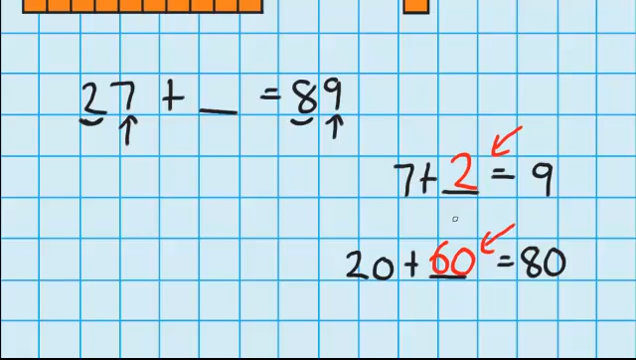 27 + __ = 89
7 + 2 = 9
20 + 60 = 80